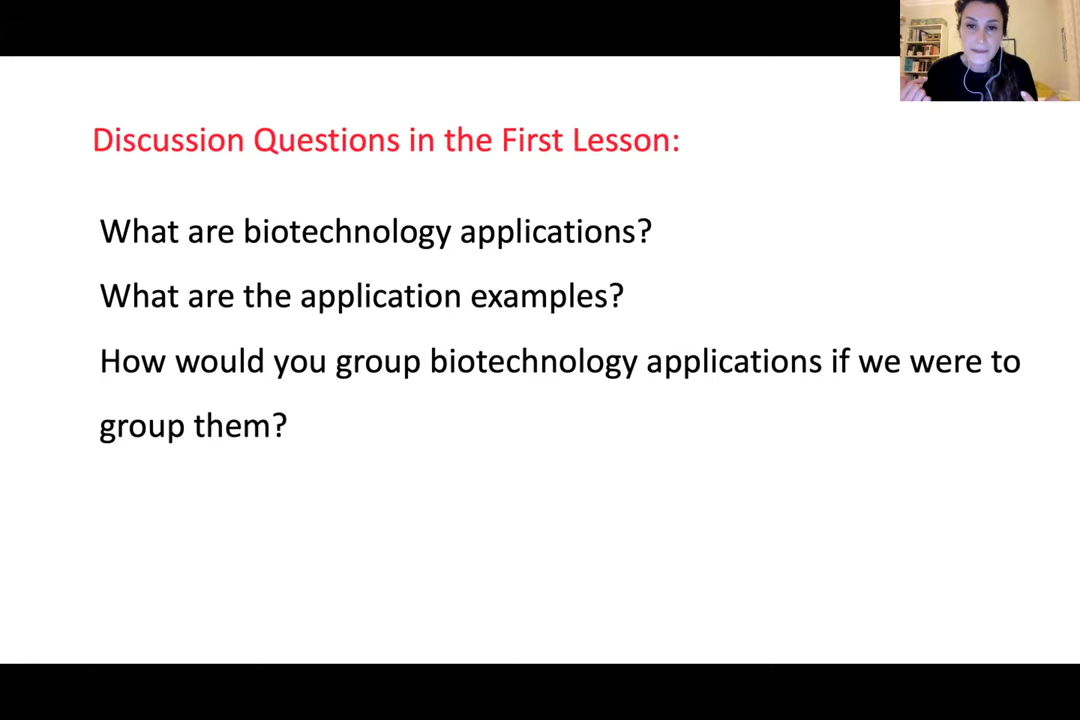 Discussion Questions in the First Lesson:
What are biotechnology applications?
What are the application examples?
How would you group biotechnology applications if we were to
group them?